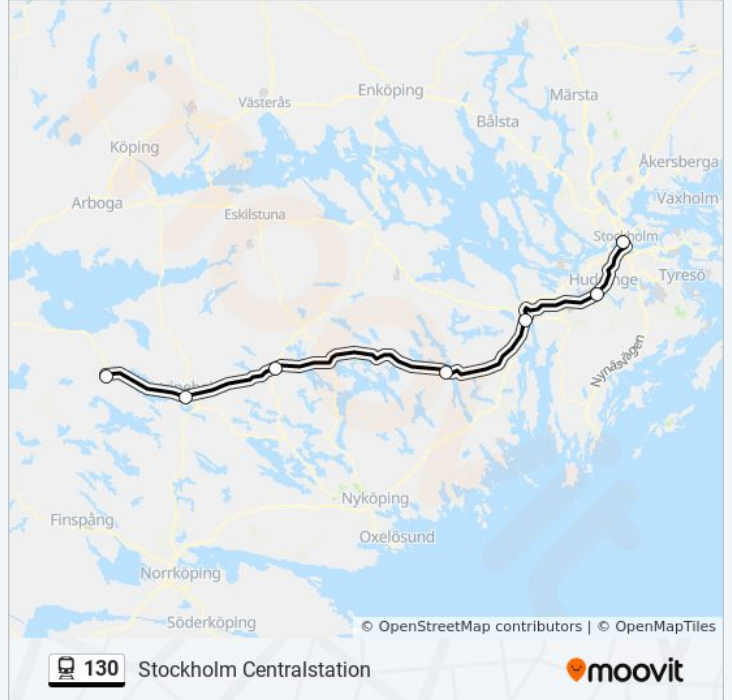 Enköping
Märsta
Västerås
Bålsta
Köping
Åkersberga
Vaxholm
Arboga
Eskilstuna
Stockholm
Huddinge
Tyresö
Nynäsvägen
Nyköping
Finspång
Oxelösund
Norrköping
Söderköping
© OpenStreetMap contributors | © OpenMapTiles
130 Stockholm Centralstation
moovit